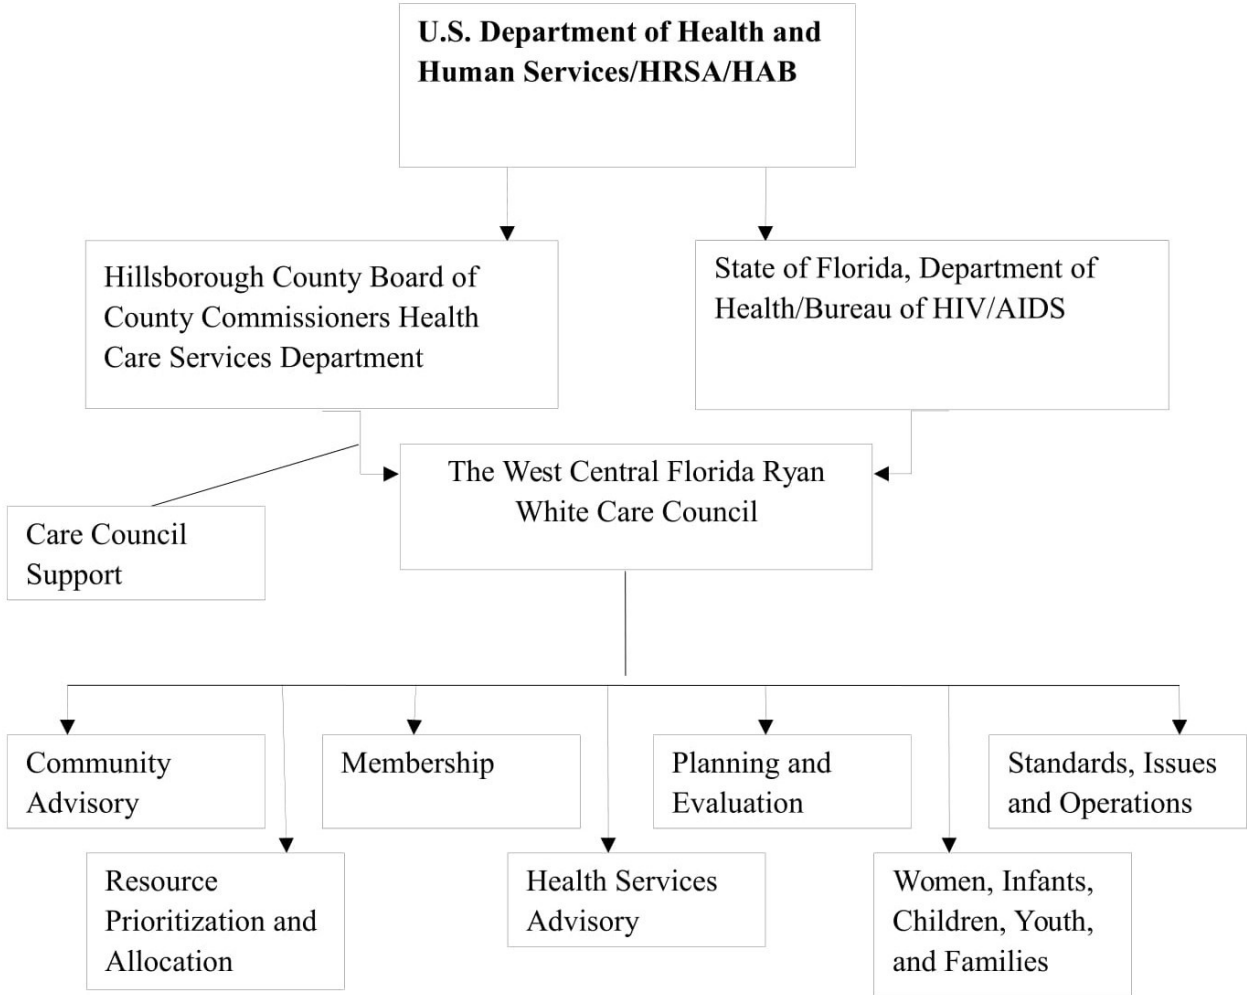 U.S. Department of Health and
Human Services/HRSA/HAB
Hillsborough County Board of
County Commissioners Health
Care Services Department
State of Florida, Department of
Health/Bureau of HIV/AIDS
The West Central Florida Ryan
White Care Council
Care Council
Support
Community
Advisory
Membership
Planning and
Evaluation
Standards, Issues
and Operations
Resource
Prioritization and
Allocation
Health Services
Advisory
Women, Infants,
Children, Youth,
and Families